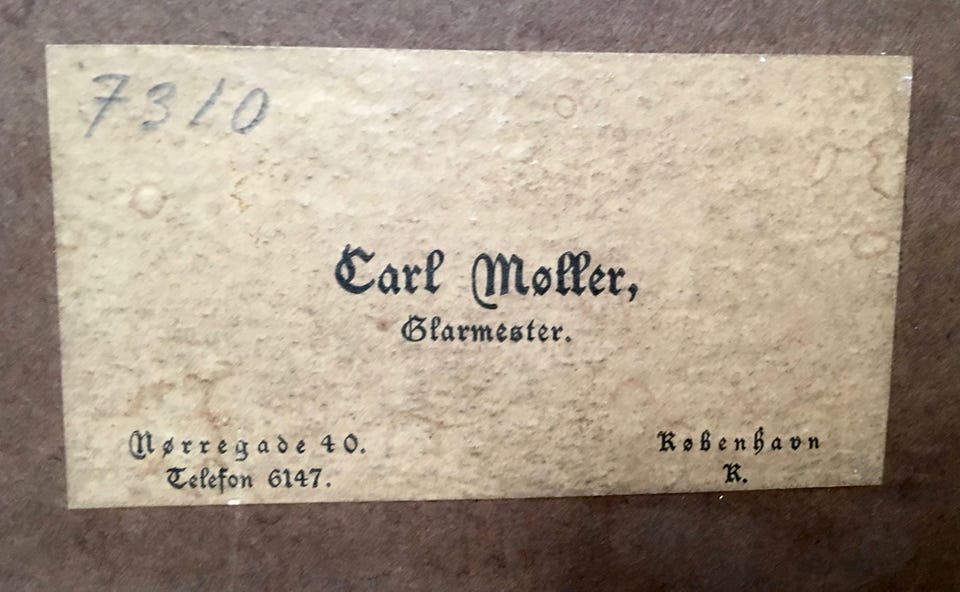 7310
Carl Møller,
Glarmester.
Nørregade 40.
Telefon 6147.
København
K.